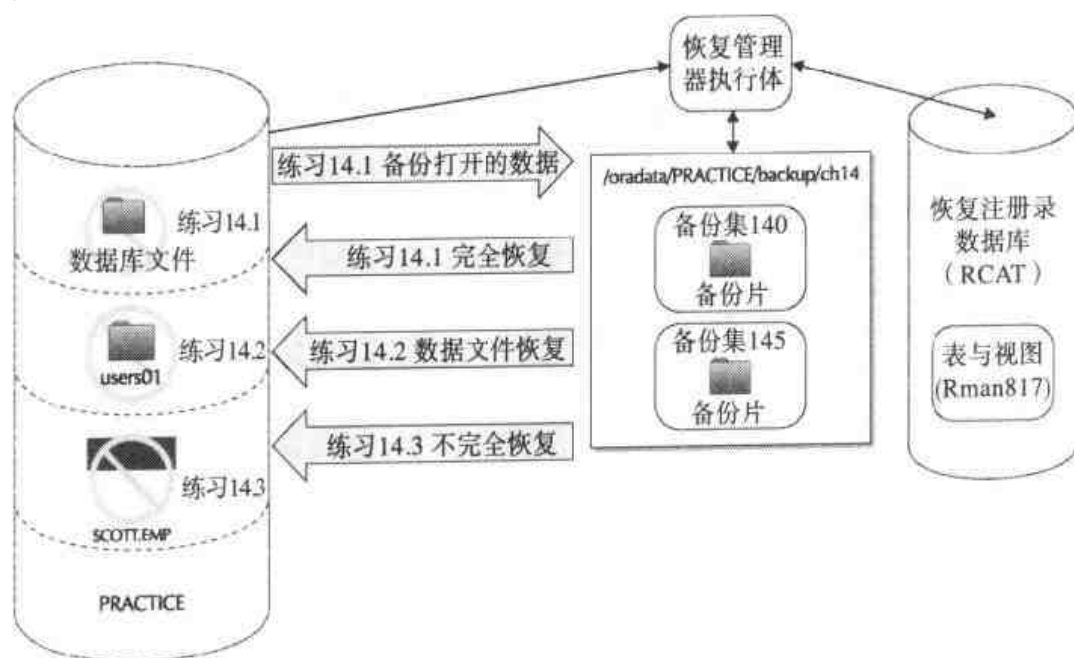 恢复管理
器执行体
练习14.1 备份打开的数据
/oradata/PRACTICE/backup/ch14
练习14.1
数据库文件
练习14.1 完全恢复
备份集140
备份片
恢复注册录
数据库
（RCAT）
练习14.2
users01
练习14.2 数据文件恢复
备份集145
备份片
表与视图
(Rman817)
练习14.3 不完全恢复
练习14.3
SCOTT.EMP
PRACTICE